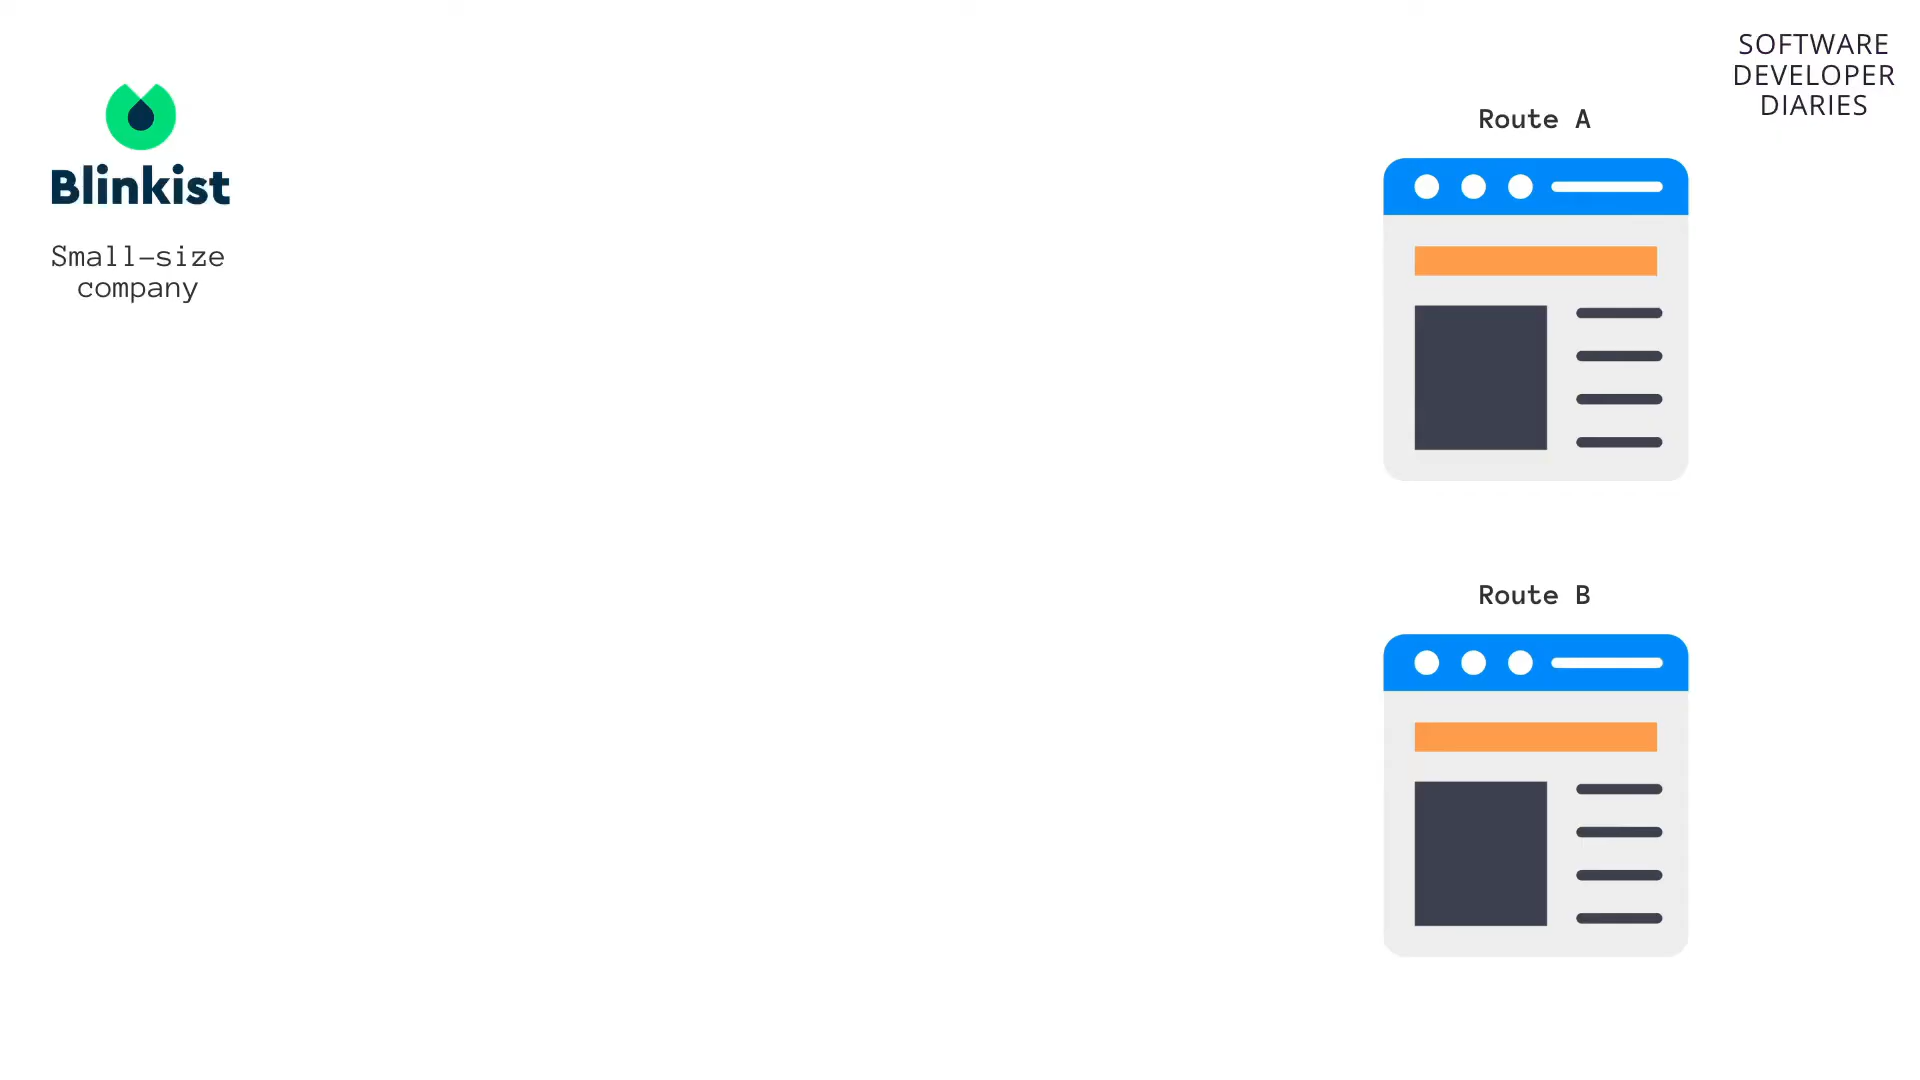 SOFTWARE
DEVELOPER
DIARIES
Blinkist
Small-size
company
Route A
Route B